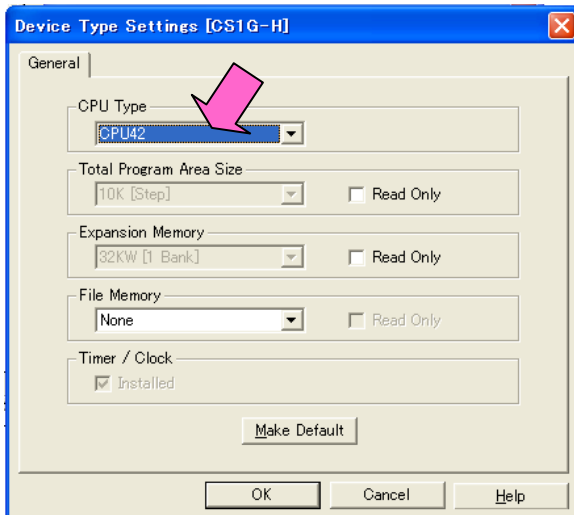 Device Type Settings [CS1G-H]
General
CPU Type
CPU42
Total Program Area Size
10K [Step]
Read Only
Expansion Memory
32KW [1 Bank]
Read Only
File Memory
None
Read Only
Timer / Clock
Installed
Make Default
OK Cancel Help